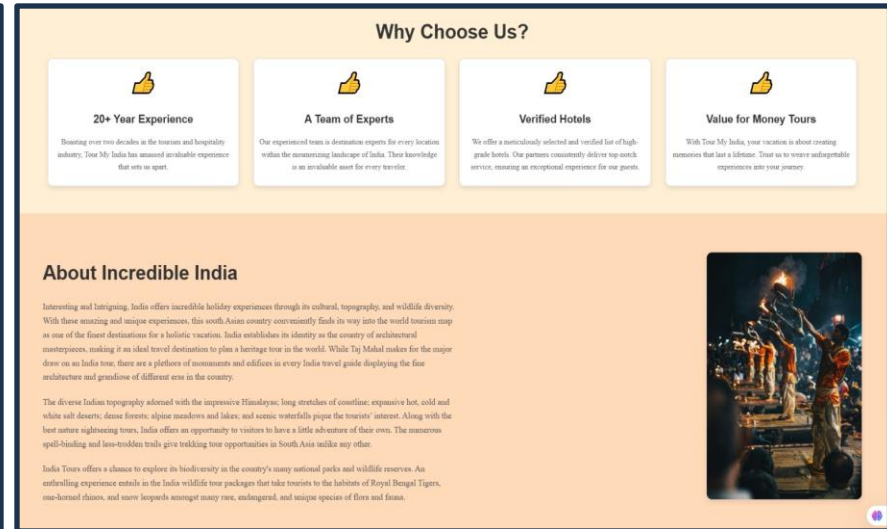 Why Choose Us?
20+ Year Experience
Boasting over two decades in the tourism and hospitality
industry, Tour My India has amassed invaluable experience
that sets us apart.
A Team of Experts
Our experienced team is destination experts for every location
within the mesmerizing landscape of India. Their knowledge
is an invaluable asset for every traveler.
Verified Hotels
We offer a meticulously selected and verified list of high-
grade hotels. Our partners consistently deliver top-notch
service, ensuring an exceptional experience for our guests.
Value for Money Tours
With Tour My India, your vacation is about creating
memories that last a lifetime. Trust us to weave unforgettable
experiences into your journey.
About Incredible India
Interesting and Intriguing, India offers incredible holiday experiences through its cultural, topography, and wildlife diversity.
With these amazing and unique experiences, this south Asian country conveniently finds its way into the world tourism map
as one of the finest destinations for a holistic vacation. India establishes its identity as the country of architectural
masterpieces, making it an ideal travel destination to plan a heritage tour in the world. While Taj Mahal makes for the major
draw on an India tour, there are a plethora of monuments and edifices in every India travel guide displaying the fine
architecture and grandiose of different eras in the country.
The diverse Indian topography adorned with the impressive Himalayas; long stretches of coastline; expansive hot, cold and
white salt deserts; dense forests; alpine meadows and lakes; and scenic waterfalls pique the tourists' interest. Along with the
best nature sightseeing tours, India offers an opportunity to visitors to have a little adventure of their own. The numerous
spell-binding and less-trodden trails give trekking tour opportunities in South Asia unlike any other.
India Tours offers a chance to explore its biodiversity in the country's many national parks and wildlife reserves. An
enthralling experience entails in the India wildlife tour packages that take tourists to the habitats of Royal Bengal Tigers,
one-horned rhinos, and snow leopards amongst many rare, endangered, and unique species of flora and fauna.